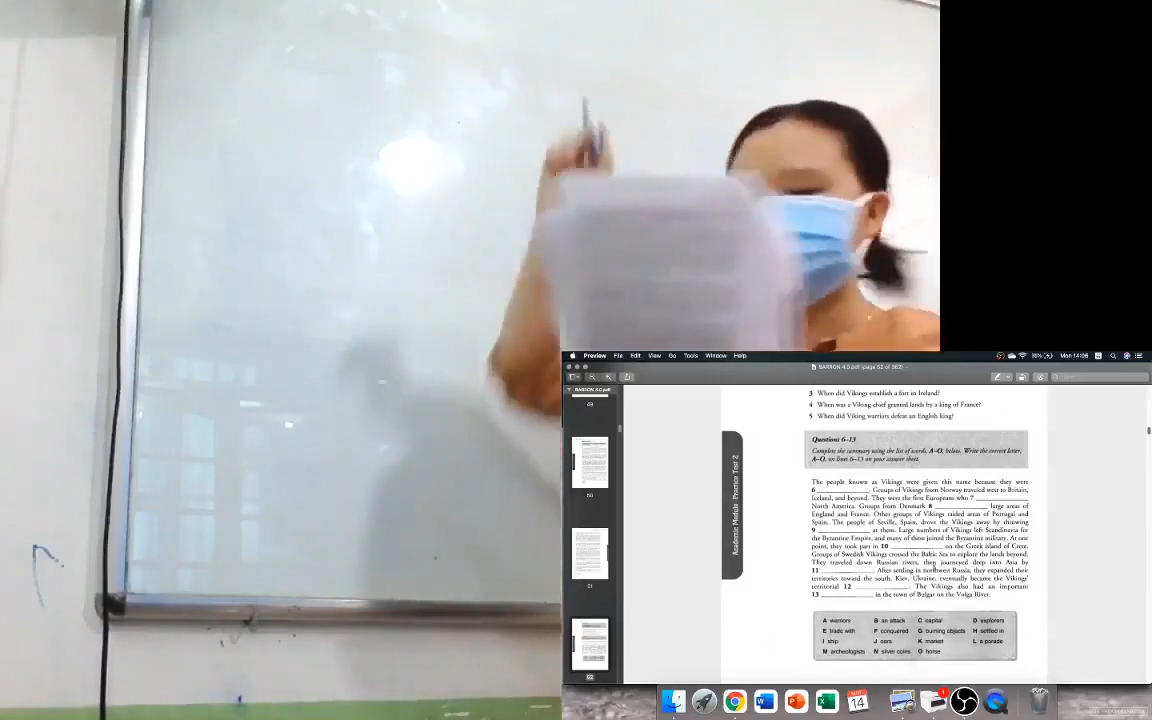 Preview File Edit View Go Tools Window Help
Mon 14:06
BARRON 4.0.pdf (page 52 of 362)
BARRON 4.0.pdf
49
50
51
52
Academic Module - Practice Test 2
3 When did Vikings establish a fort in Ireland?
4 When was a Viking chief granted lands by a king of France?
5 When did Viking warriors defeat an English king?
Questions 6–13
Complete the summary using the list of words, A–O, below. Write the correct letter,
A–O, on lines 6–13 on your answer sheet.
The people known as Vikings were given this name because they were
6 __________. Groups of Vikings from Norway traveled west to Britain,
Iceland, and beyond. They were the first Europeans who 7 __________
North America. Groups from Denmark 8 __________ large areas of
England and France. Other groups of Vikings raided areas of Portugal and
Spain. The people of Seville, Spain, drove the Vikings away by throwing
9 __________ at them. Large numbers of Vikings left Scandinavia for
the Byzantine Empire, and many of these joined the Byzantine military. At one
point, they took part in 10 __________ on the Greek island of Crete.
Groups of Swedish Vikings crossed the Baltic Sea to explore the lands beyond.
They traveled down Russian rivers, then journeyed deep into Asia by
11 __________. After settling in northwest Russia, they expanded their
territories toward the south. Kiev, Ukraine, eventually became the Vikings'
territorial 12 __________. The Vikings also had an important
13 __________ in the town of Bulgar on the Volga River.
A warriors B an attack C capital D explorers
E trade with F conquered G burning objects H settled in
I ship J oars K market L a parade
M archeologists N silver coins O horse
14